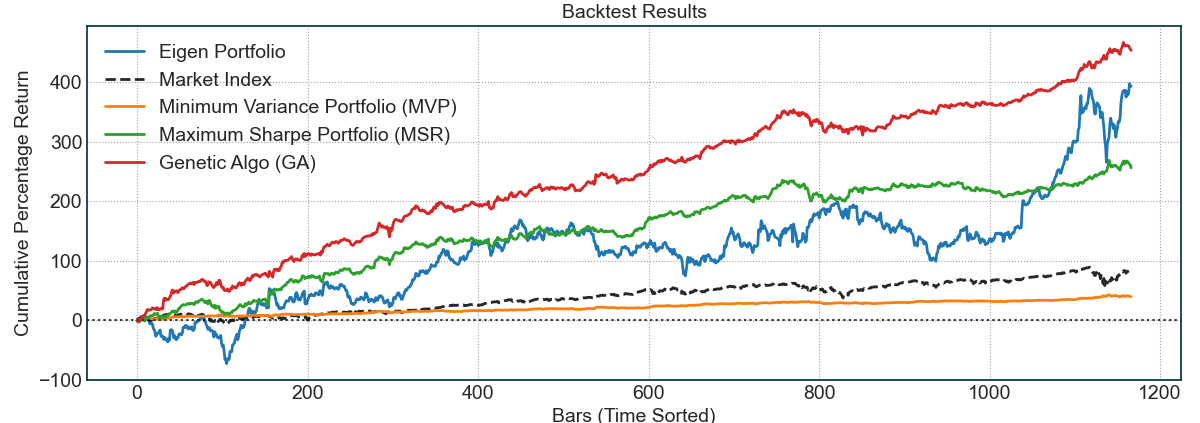 Backtest Results
Cumulative Percentage Return
400
300
200
100
0
−100
Eigen Portfolio
Market Index
Minimum Variance Portfolio (MVP)
Maximum Sharpe Portfolio (MSR)
Genetic Algo (GA)
0
200
400
600
800
1000
1200
Bars (Time Sorted)